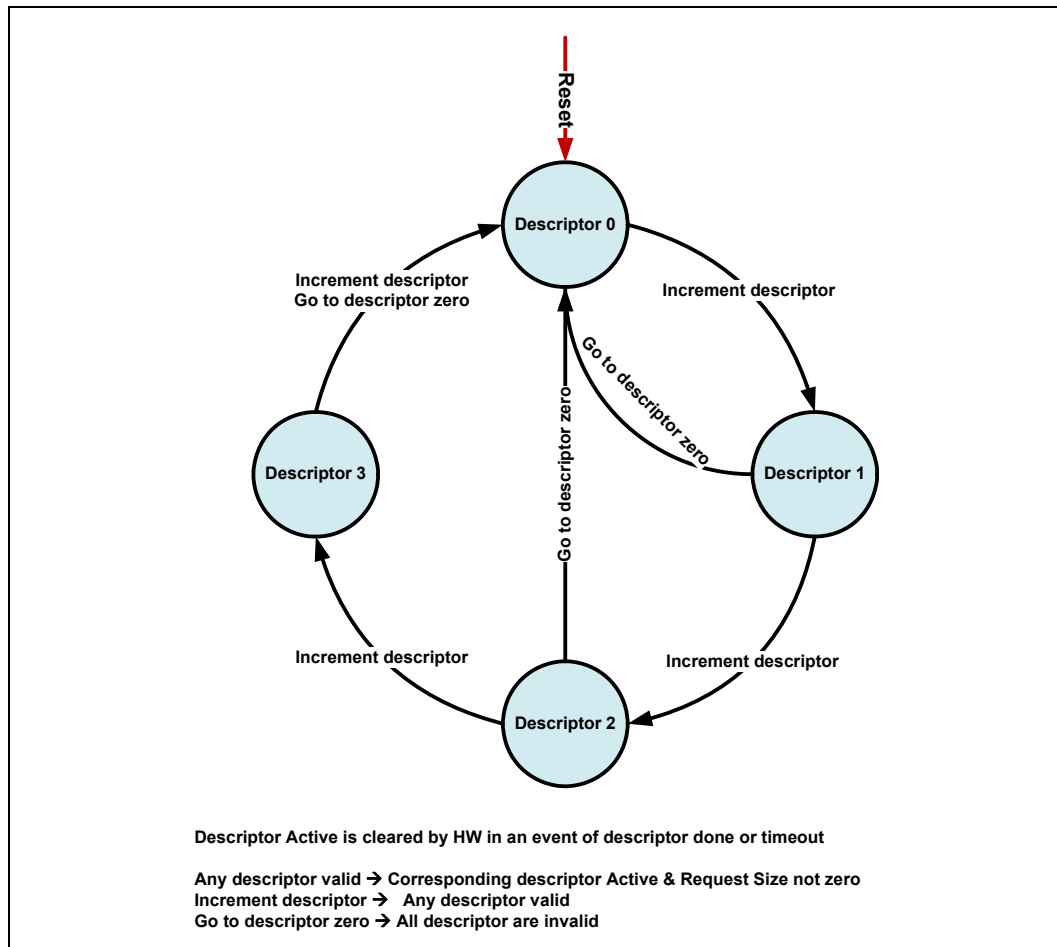 Reset
Descriptor 0
Increment descriptor
Go to descriptor zero
Increment descriptor
Go to descriptor zero
Go to descriptor zero
Descriptor 3
Descriptor 1
Increment descriptor
Increment descriptor
Descriptor 2
Descriptor Active is cleared by HW in an event of descriptor done or timeout
Any descriptor valid → Corresponding descriptor Active & Request Size not zero
Increment descriptor → Any descriptor valid
Go to descriptor zero → All descriptor are invalid